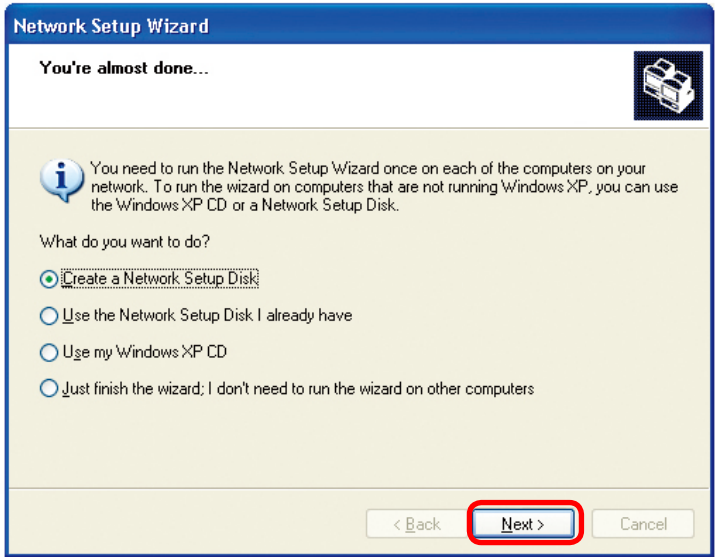 Network Setup Wizard
You're almost done...
You need to run the Network Setup Wizard once on each of the computers on your
network. To run the wizard on computers that are not running Windows XP, you can use
the Windows XP CD or a Network Setup Disk.
What do you want to do?
Create a Network Setup Disk
Use the Network Setup Disk I already have
Use my Windows XP CD
Just finish the wizard; I don't need to run the wizard on other computers
< Back
Next >
Cancel